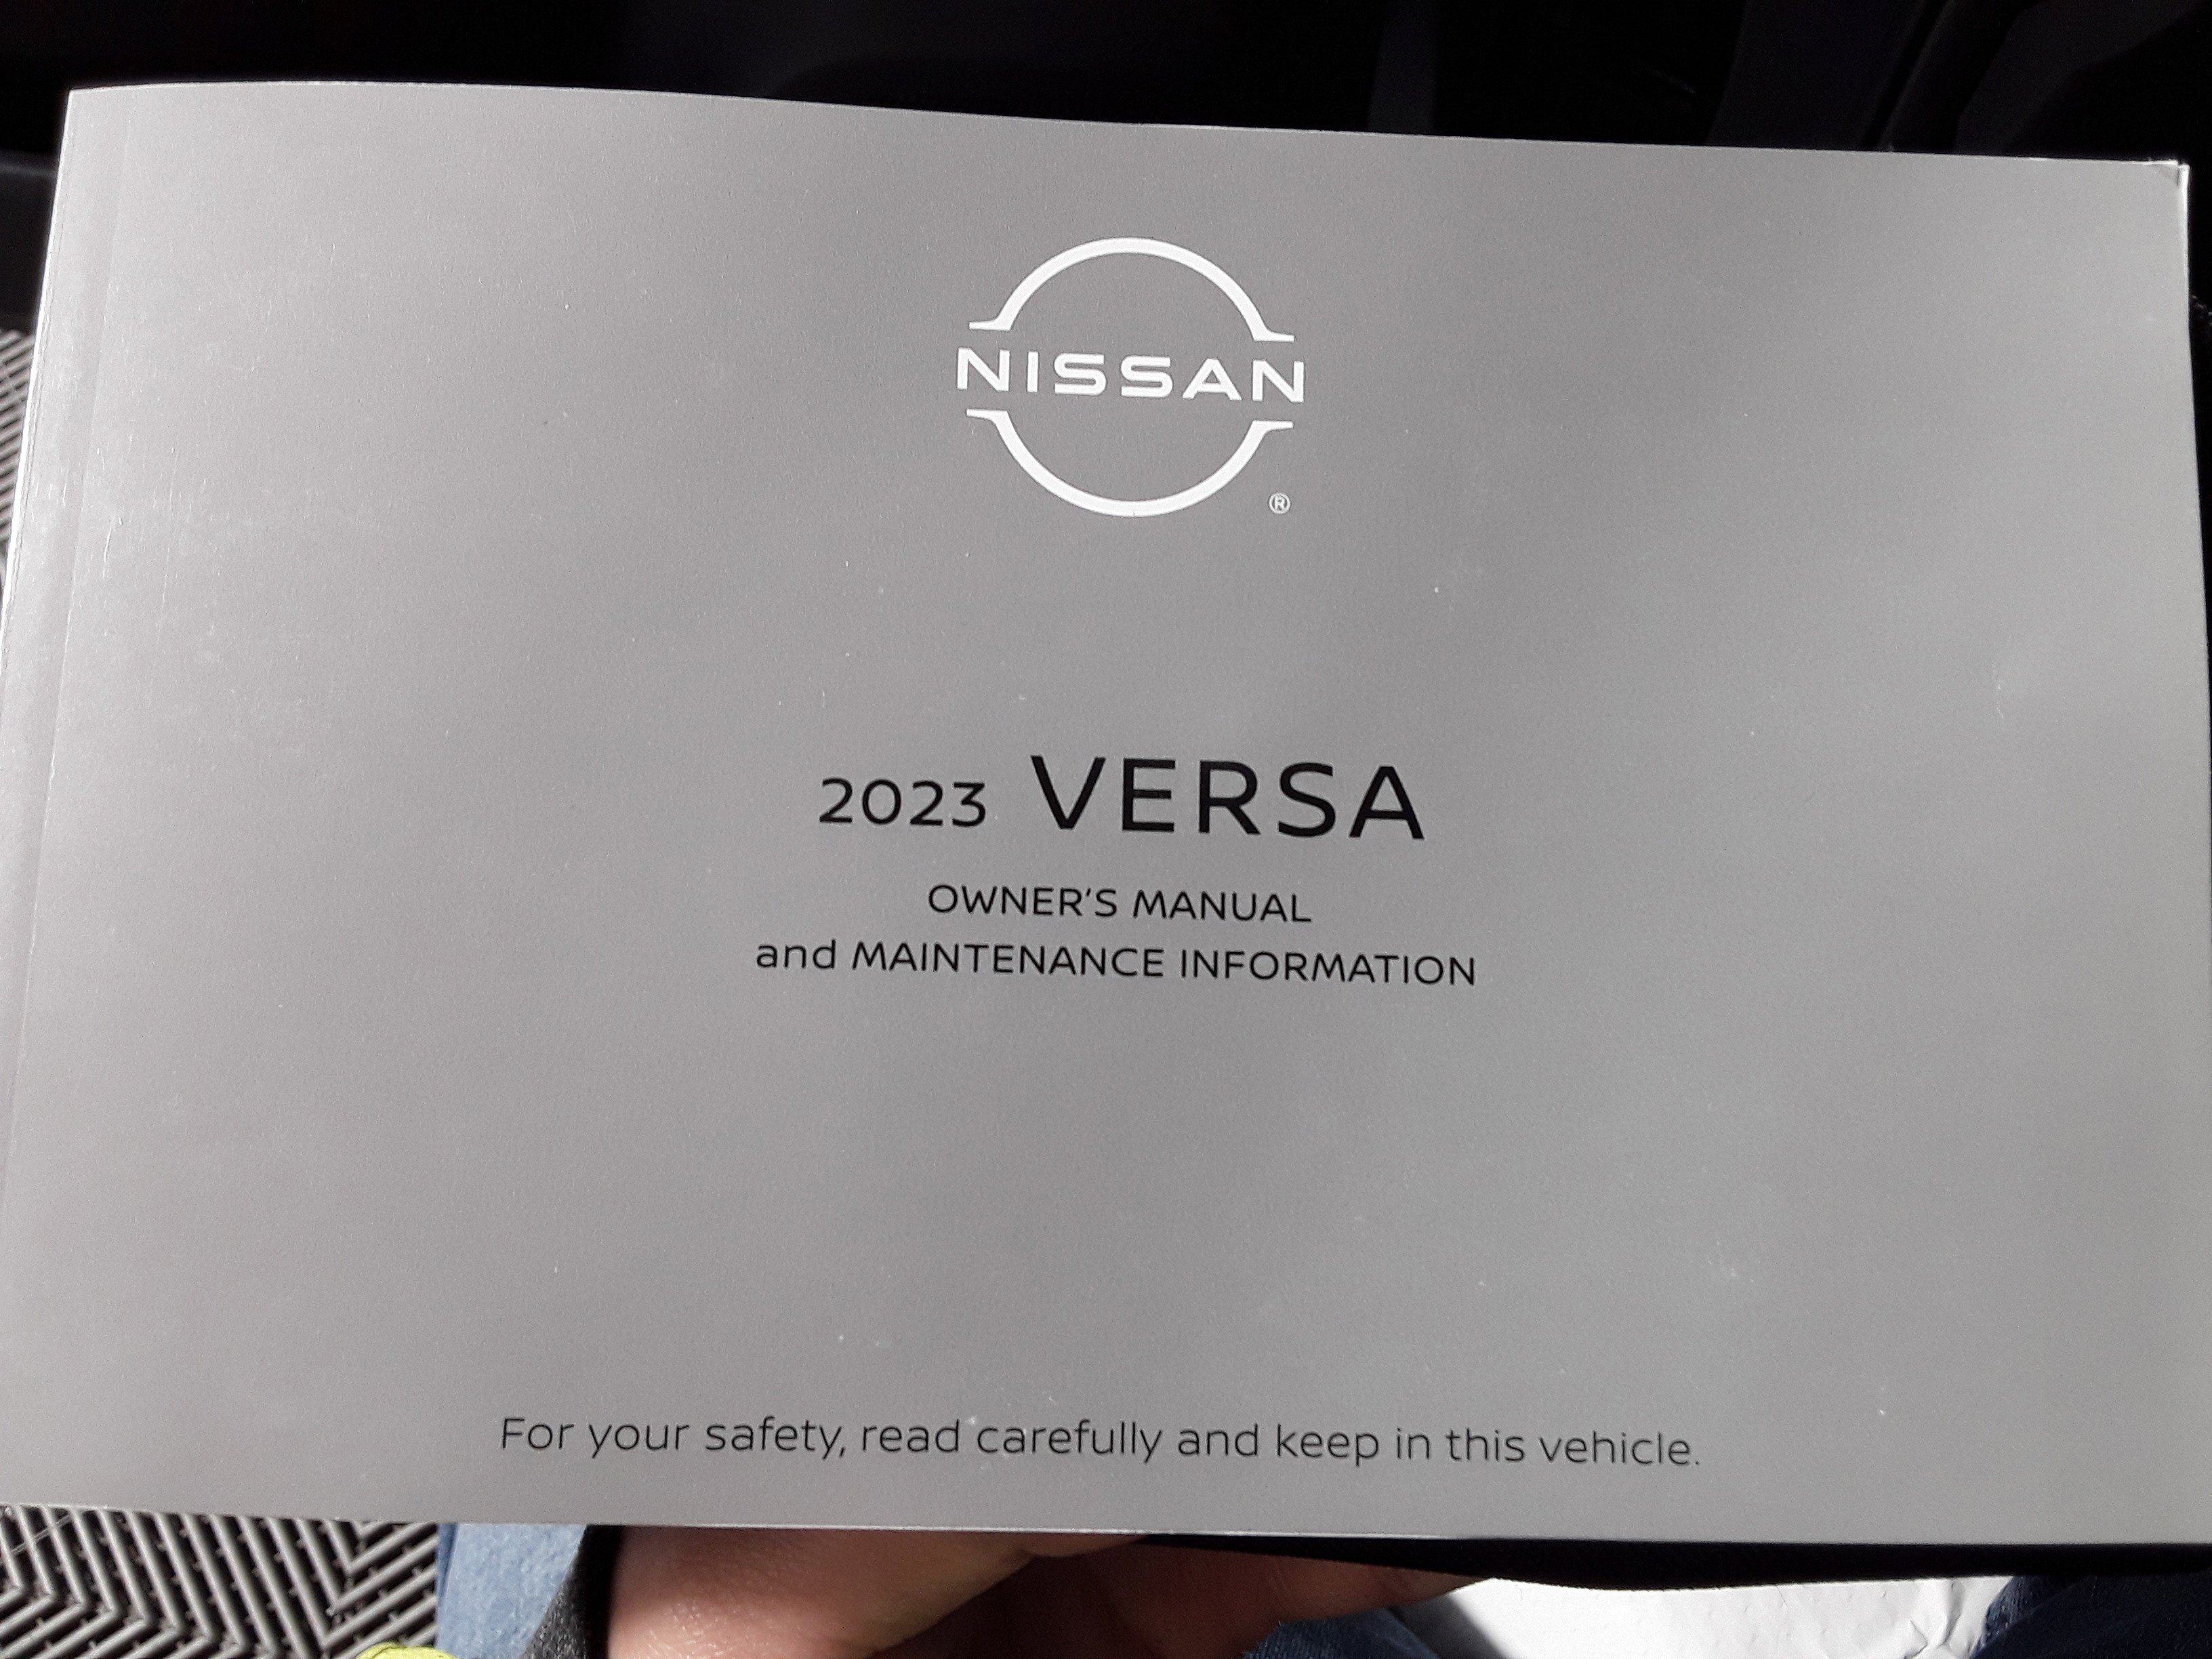 NISSAN
®
2023 VERSA
OWNER'S MANUAL
and MAINTENANCE INFORMATION
For your safety, read carefully and keep in this vehicle.